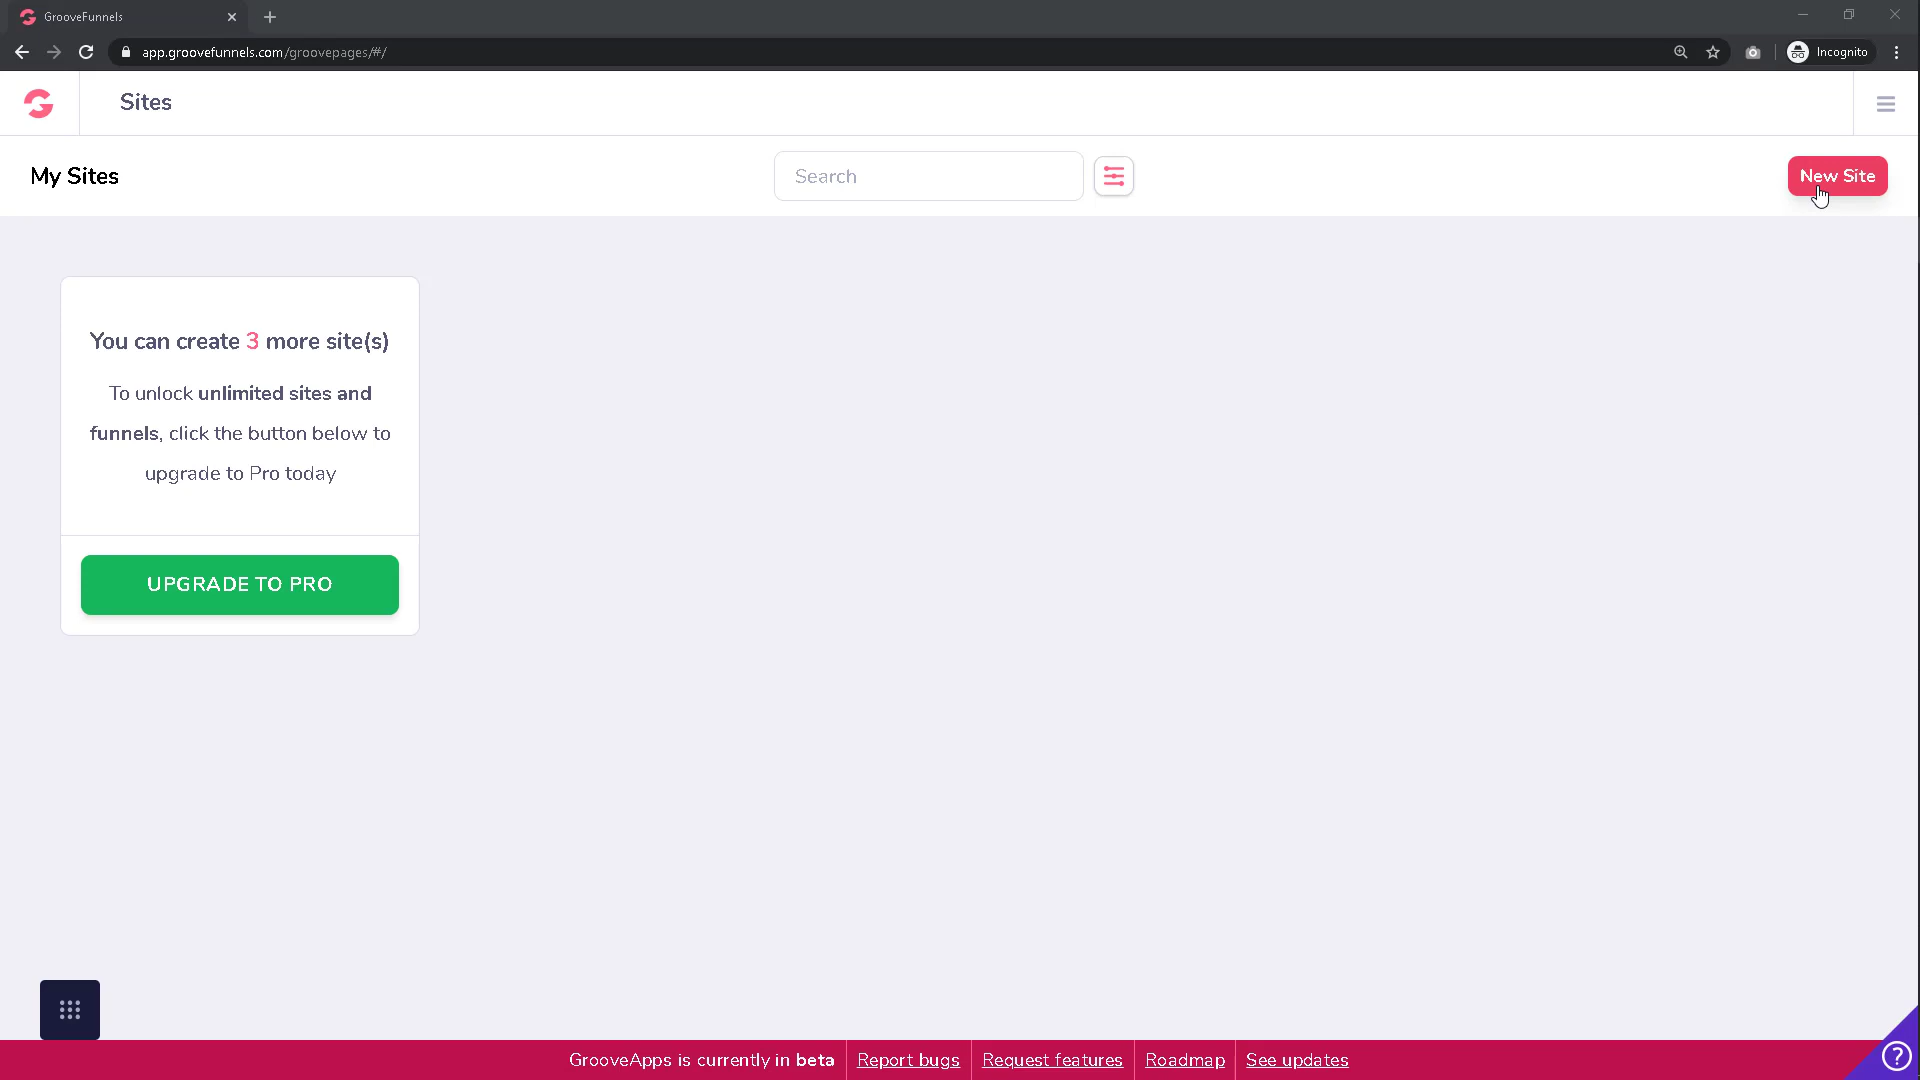 GrooveFunnels
app.groovefunnels.com/groovepages/#/
Incognito
Sites
My Sites
Search
New Site
You can create 3 more site(s)
To unlock unlimited sites and
funnels, click the button below to
upgrade to Pro today
UPGRADE TO PRO
GrooveApps is currently in beta
Report bugs
Request features
Roadmap
See updates